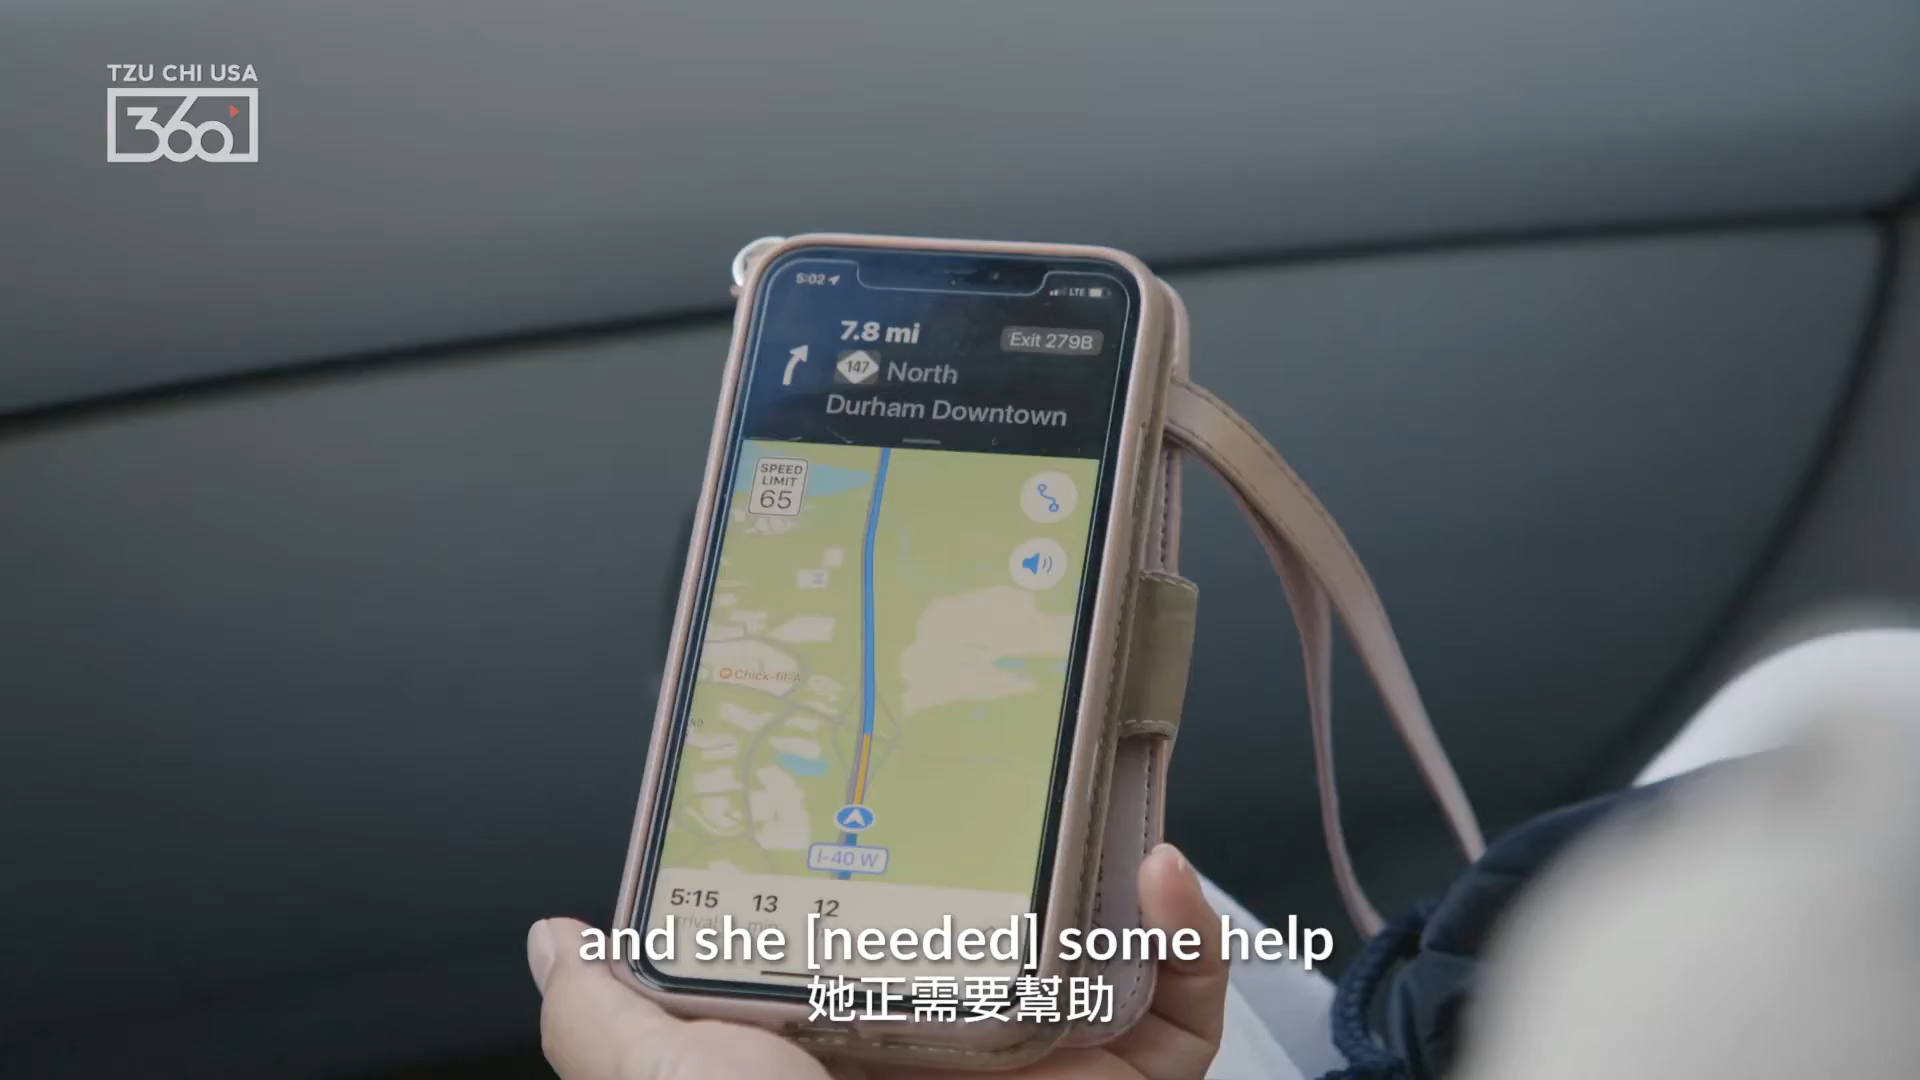 TZU CHI USA
360
5:02
LTE
7.8 mi
Exit 279B
147 North
Durham Downtown
SPEED
LIMIT
65
Chick-fil-A
I-40 W
5:15 13 12
and she [needed] some help
她正需要幫助